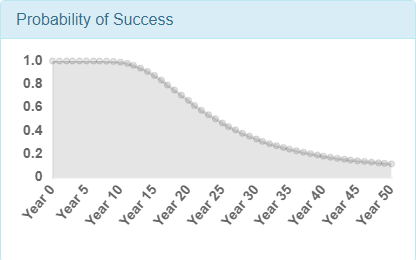 Probability of Success
1.0
0.8
0.6
0.4
0.2
0
Year 0
Year 5
Year 10
Year 15
Year 20
Year 25
Year 30
Year 35
Year 40
Year 45
Year 50